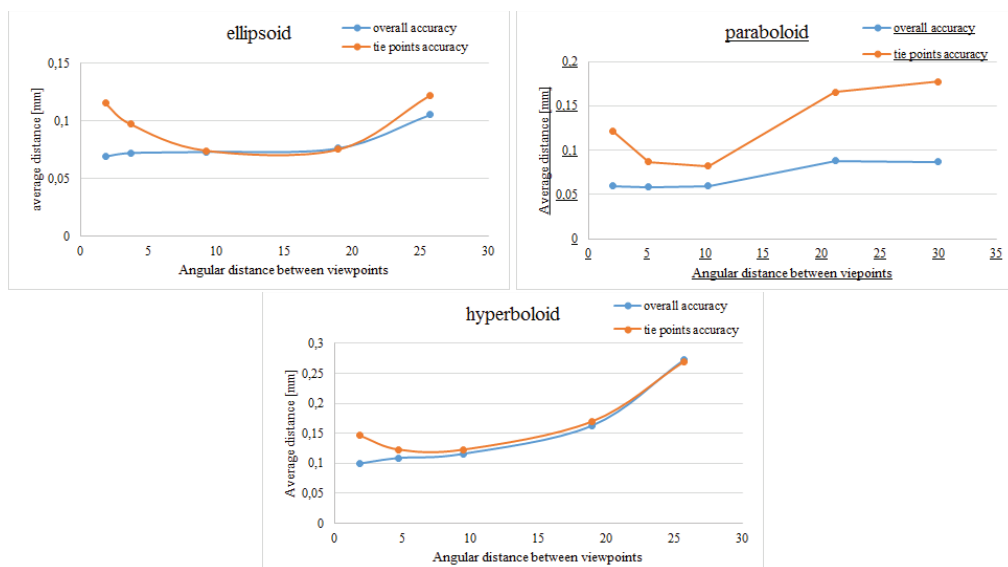 ellipsoid
overall accuracy
tie points accuracy
0,15
0,1
0,05
0
average distance [mm]
0 5 10 15 20 25 30
Angular distance between viewpoints
paraboloid
overall accuracy
tie points accuracy
0,2
0,15
0,1
0,05
0
Average distance [mm]
0 5 10 15 20 25 30 35
Angular distance between viepoints
hyperboloid
overall accuracy
tie points accuracy
0,3
0,25
0,2
0,15
0,1
0,05
0
Average distance [mm]
0 5 10 15 20 25 30
Angular distance between viewpoints